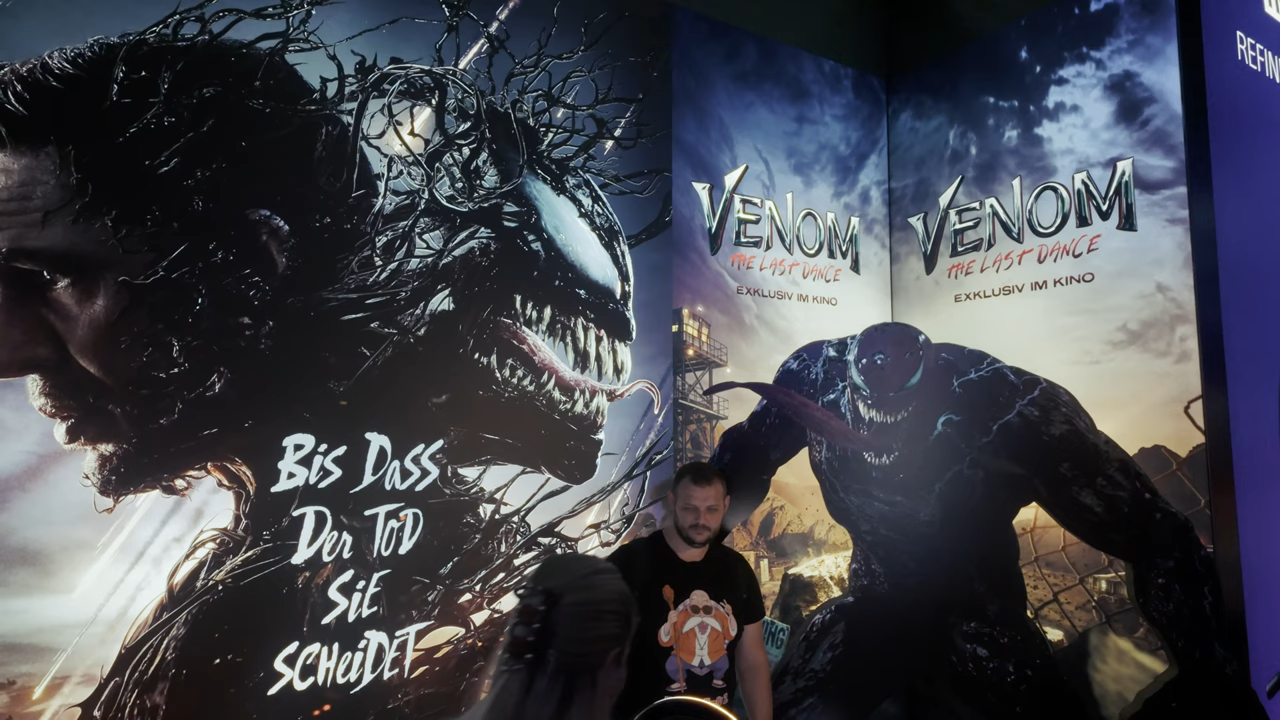 BiS DaSS
DeR ToD
SiE
SCHeiDET
VENOM
THE LAST DANCE
EXKLUSIV IM KINO
VENOM
THE LAST DANCE
EXKLUSIV IM KINO